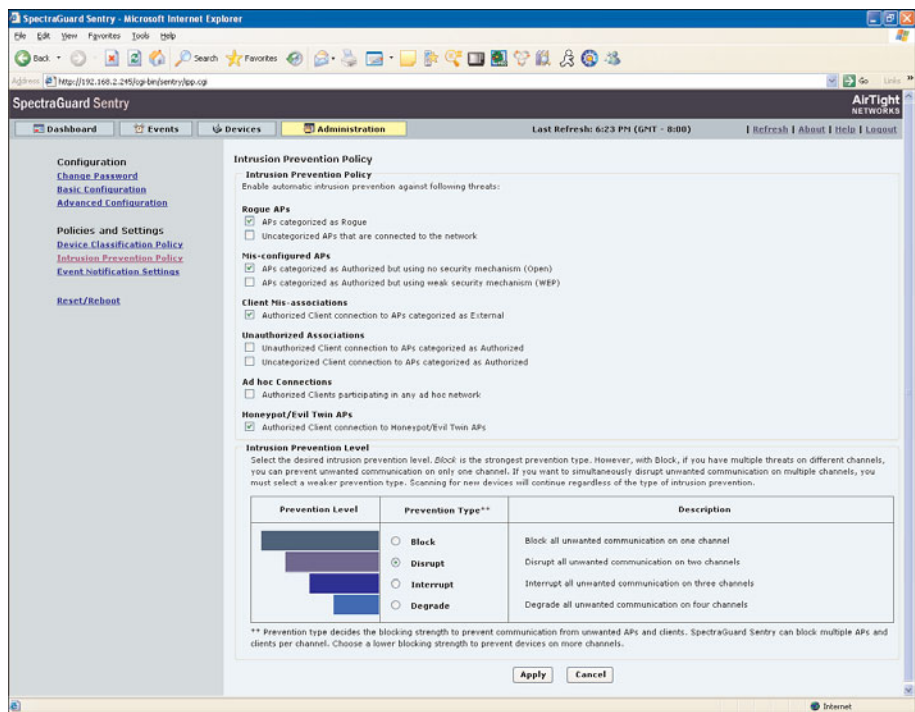 SpectraGuard Sentry - Microsoft Internet Explorer
File Edit View Favorites Tools Help
Back Search Favorites
Address http://192.168.2.245/cgi-bin/sentry/ipp.cgi Go Links »
SpectraGuard Sentry
AirTight
NETWORKS
Dashboard Events Devices Administration Last Refresh: 6:23 PM (GMT - 8:00) | Refresh | About | Help | Logout
Configuration
Change Password
Basic Configuration
Advanced Configuration
Policies and Settings
Device Classification Policy
Intrusion Prevention Policy
Event Notification Settings
Reset/Reboot
Intrusion Prevention Policy
Intrusion Prevention Policy
Enable automatic intrusion prevention against following threats:
Rogue APs
APs categorized as Rogue
Uncategorized APs that are connected to the network
Mis-configured APs
APs categorized as Authorized but using no security mechanism (Open)
APs categorized as Authorized but using weak security mechanism (WEP)
Client Mis-associations
Authorized Client connection to APs categorized as External
Unauthorized Associations
Unauthorized Client connection to APs categorized as Authorized
Uncategorized Client connection to APs categorized as Authorized
Ad hoc Connections
Authorized Clients participating in any ad hoc network
Honeypot/Evil Twin APs
Authorized Client connection to Honeypot/Evil Twin APs
Intrusion Prevention Level
Select the desired intrusion prevention level. Block is the strongest prevention type. However, with Block, if you have multiple threats on different channels,
you can prevent unwanted communication on only one channel. If you want to simultaneously disrupt unwanted communication on multiple channels, you
must select a weaker prevention type. Scanning for new devices will continue regardless of the type of intrusion prevention.
Prevention Level Prevention Type** Description
Block Block all unwanted communication on one channel
Disrupt Disrupt all unwanted communication on two channels
Interrupt Interrupt all unwanted communication on three channels
Degrade Degrade all unwanted communication on four channels
** Prevention type decides the blocking strength to prevent communication from unwanted APs and clients. SpectraGuard Sentry can block multiple APs and
clients per channel. Choose a lower blocking strength to prevent devices on more channels.
Apply Cancel
Internet